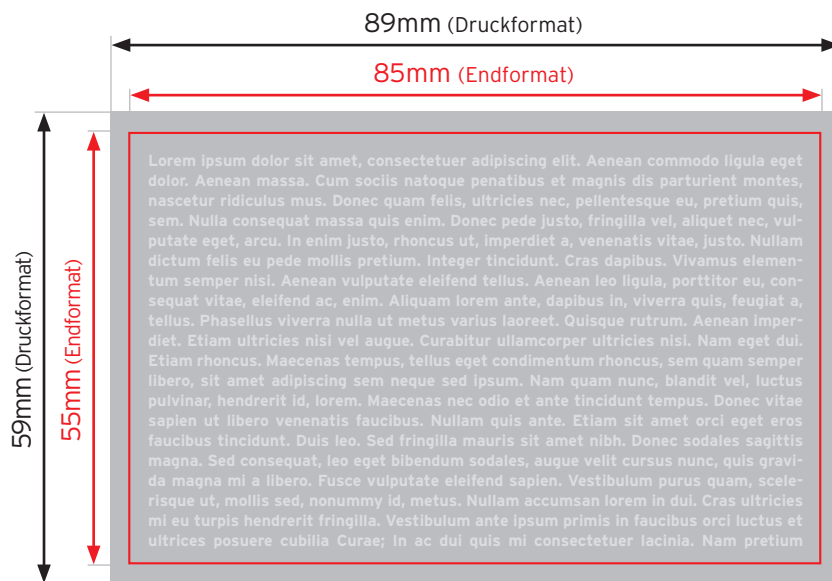 89mm (Druckformat)
85mm (Endformat)
59mm (Druckformat)
55mm (Endformat)
Lorem ipsum dolor sit amet, consectetuer adipiscing elit. Aenean commodo ligula eget
dolor. Aenean massa. Cum sociis natoque penatibus et magnis dis parturient montes,
nascetur ridiculus mus. Donec quam felis, ultricies nec, pellentesque eu, pretium quis,
sem. Nulla consequat massa quis enim. Donec pede justo, fringilla vel, aliquet nec, vul-
putate eget, arcu. In enim justo, rhoncus ut, imperdiet a, venenatis vitae, justo. Nullam
dictum felis eu pede mollis pretium. Integer tincidunt. Cras dapibus. Vivamus elemen-
tum semper nisi. Aenean vulputate eleifend tellus. Aenean leo ligula, porttitor eu, con-
sequat vitae, eleifend ac, enim. Aliquam lorem ante, dapibus in, viverra quis, feugiat a,
tellus. Phasellus viverra nulla ut metus varius laoreet. Quisque rutrum. Aenean imper-
diet. Etiam ultricies nisi vel augue. Curabitur ullamcorper ultricies nisi. Nam eget dui.
Etiam rhoncus. Maecenas tempus, tellus eget condimentum rhoncus, sem quam semper
libero, sit amet adipiscing sem neque sed ipsum. Nam quam nunc, blandit vel, luctus
pulvinar, hendrerit id, lorem. Maecenas nec odio et ante tincidunt tempus. Donec vitae
sapien ut libero venenatis faucibus. Nullam quis ante. Etiam sit amet orci eget eros
faucibus tincidunt. Duis leo. Sed fringilla mauris sit amet nibh. Donec sodales sagittis
magna. Sed consequat, leo eget bibendum sodales, augue velit cursus nunc, quis gravi-
da magna mi a libero. Fusce vulputate eleifend sapien. Vestibulum purus quam, scele-
risque ut, mollis sed, nonummy id, metus. Nullam accumsan lorem in dui. Cras ultricies
mi eu turpis hendrerit fringilla. Vestibulum ante ipsum primis in faucibus orci luctus et
ultrices posuere cubilia Curae; In ac dui quis mi consectetuer lacinia. Nam pretium